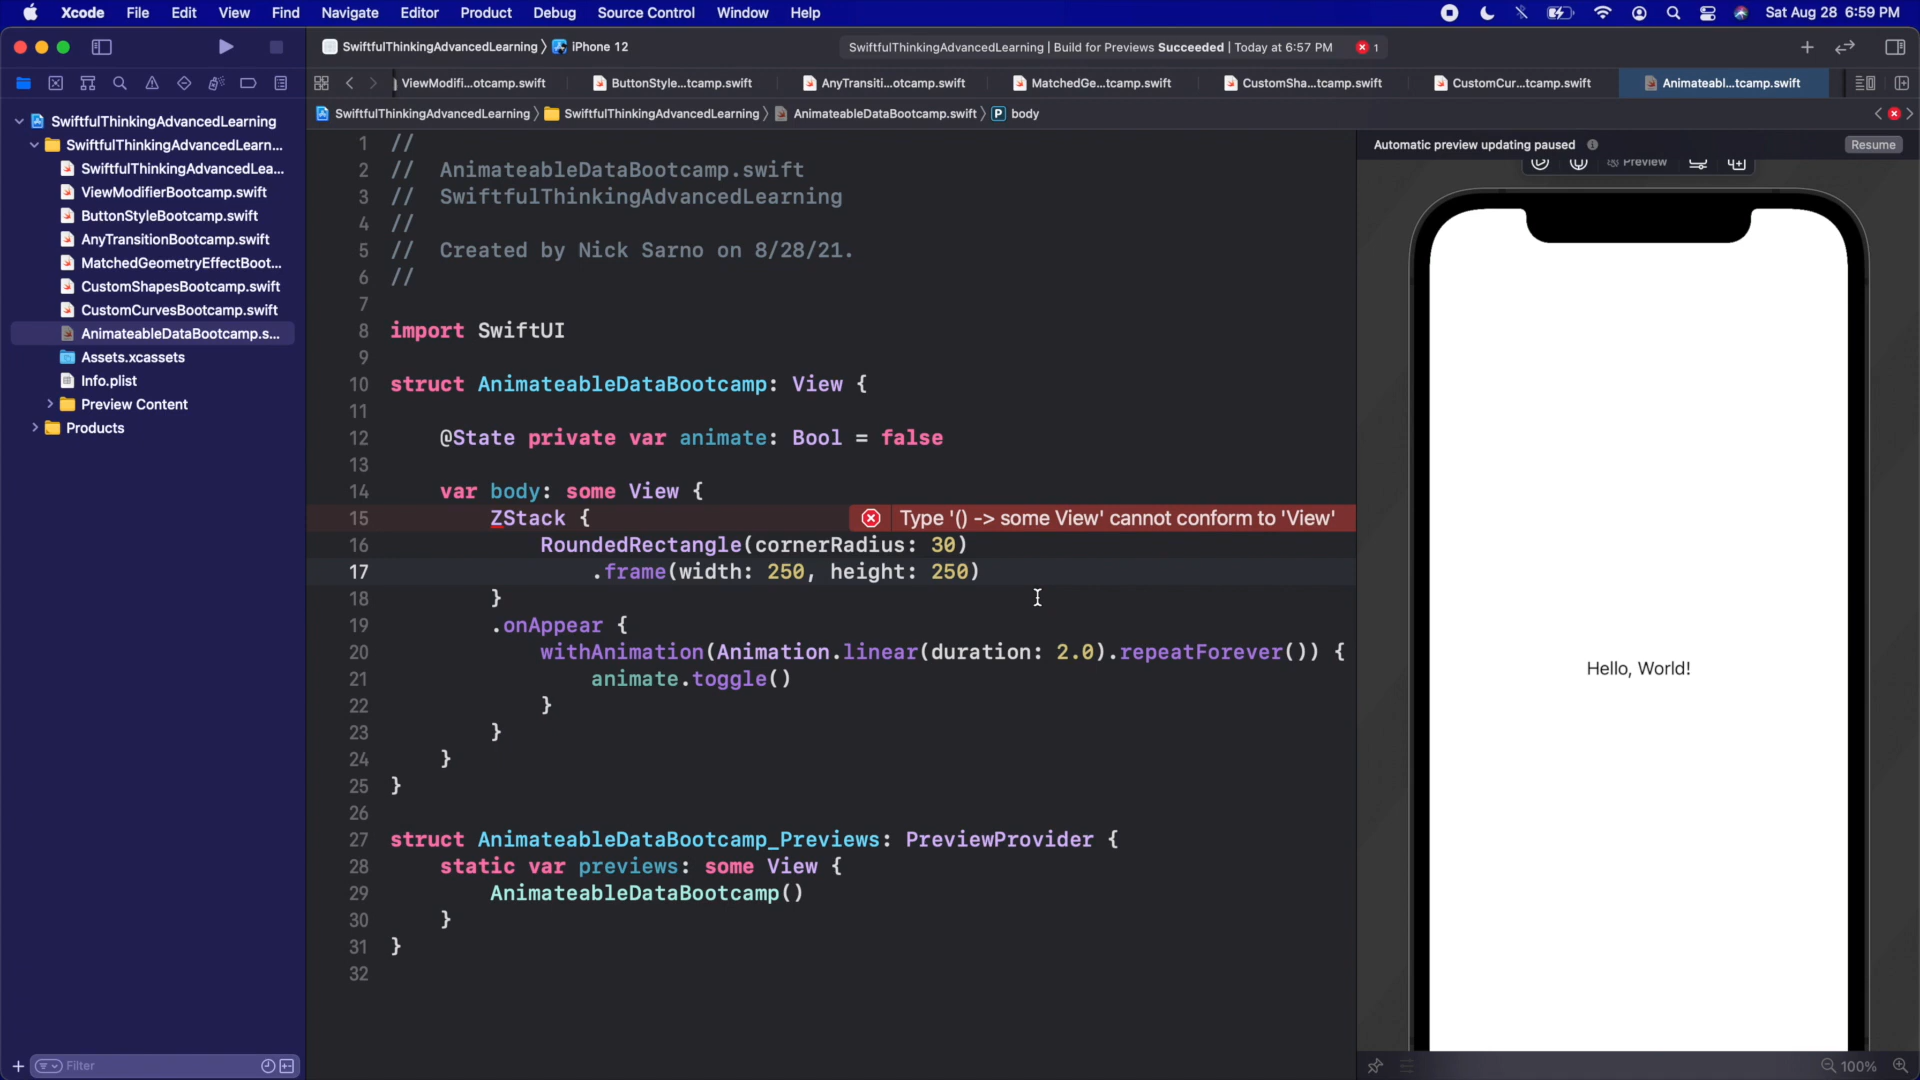 Xcode File Edit View Find Navigate Editor Product Debug Source Control Window Help Sat Aug 28 6:59 PM
SwiftfulThinkingAdvancedLearning iPhone 12 SwiftfulThinkingAdvancedLearning | Build for Previews Succeeded | Today at 6:57 PM 1
ViewModifi...otcamp.swift ButtonStyle...tcamp.swift AnyTransiti...otcamp.swift MatchedGe...tcamp.swift CustomSha...tcamp.swift CustomCur...tcamp.swift Animateabl...tcamp.swift
SwiftfulThinkingAdvancedLearning SwiftfulThinkingAdvancedLearning AnimateableDataBootcamp.swift P body
SwiftfulThinkingAdvancedLearning
SwiftfulThinkingAdvancedLearn...
SwiftfulThinkingAdvancedLea...
ViewModifierBootcamp.swift
ButtonStyleBootcamp.swift
AnyTransitionBootcamp.swift
MatchedGeometryEffectBoot...
CustomShapesBootcamp.swift
CustomCurvesBootcamp.swift
AnimateableDataBootcamp.s...
Assets.xcassets
Info.plist
Preview Content
Products
Filter
1 //
2 // AnimateableDataBootcamp.swift
3 // SwiftfulThinkingAdvancedLearning
4 //
5 // Created by Nick Sarno on 8/28/21.
6 //
7
8 import SwiftUI
9
10 struct AnimateableDataBootcamp: View {
11
12 @State private var animate: Bool = false
13
14 var body: some View {
15 ZStack { Type '() -> some View' cannot conform to 'View'
16 RoundedRectangle(cornerRadius: 30)
17 .frame(width: 250, height: 250)
18 }
19 .onAppear {
20 withAnimation(Animation.linear(duration: 2.0).repeatForever()) {
21 animate.toggle()
22 }
23 }
24 }
25 }
26
27 struct AnimateableDataBootcamp_Previews: PreviewProvider {
28 static var previews: some View {
29 AnimateableDataBootcamp()
30 }
31 }
32
Automatic preview updating paused Resume
Preview
Hello, World!
100%